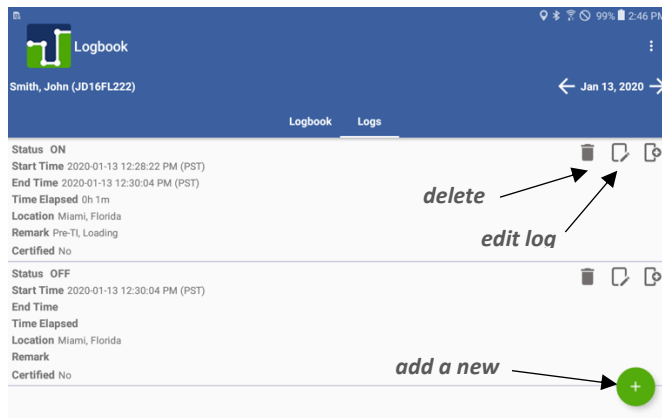 99% 2:46 PM
Logbook
Smith, John (JD16FL222)
Jan 13, 2020
Logbook Logs
Status ON
Start Time 2020-01-13 12:28:22 PM (PST)
End Time 2020-01-13 12:30:04 PM (PST)
Time Elapsed 0h 1m
Location Miami, Florida
Remark Pre-TI, Loading
Certified No
delete
edit log
Status OFF
Start Time 2020-01-13 12:30:04 PM (PST)
End Time
Time Elapsed
Location Miami, Florida
Remark
Certified No
add a new
+